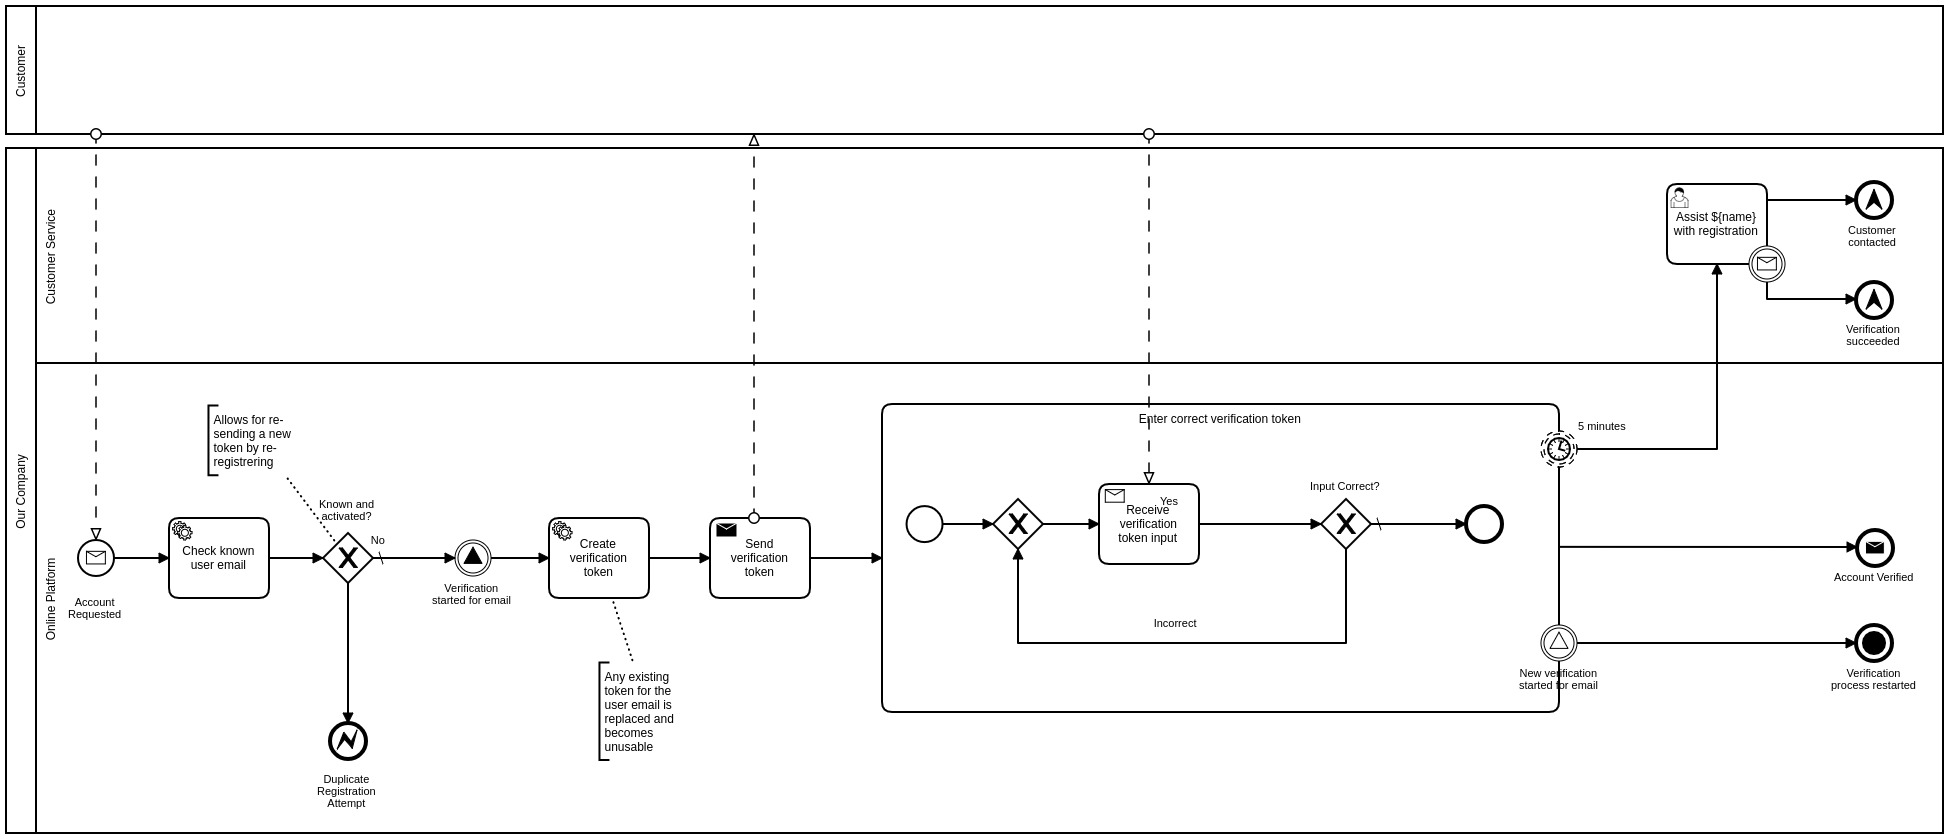 Customer
Our Company
Customer Service
Assist ${name}
with registration
Customer
contacted
Verification
succeeded
Online Platform
Account
Requested
Check known
user email
Allows for re-
sending a new
token by re-
registrering
Known and
activated?
No
Duplicate
Registration
Attempt
Verification
started for email
Create
verification
token
Any existing
token for the
user email is
replaced and
becomes
unusable
Send
verification
token
Enter correct verification token
Yes
Receive
verification
token input
Input Correct?
Incorrect
5 minutes
New verification
started for email
Account Verified
Verification
process restarted